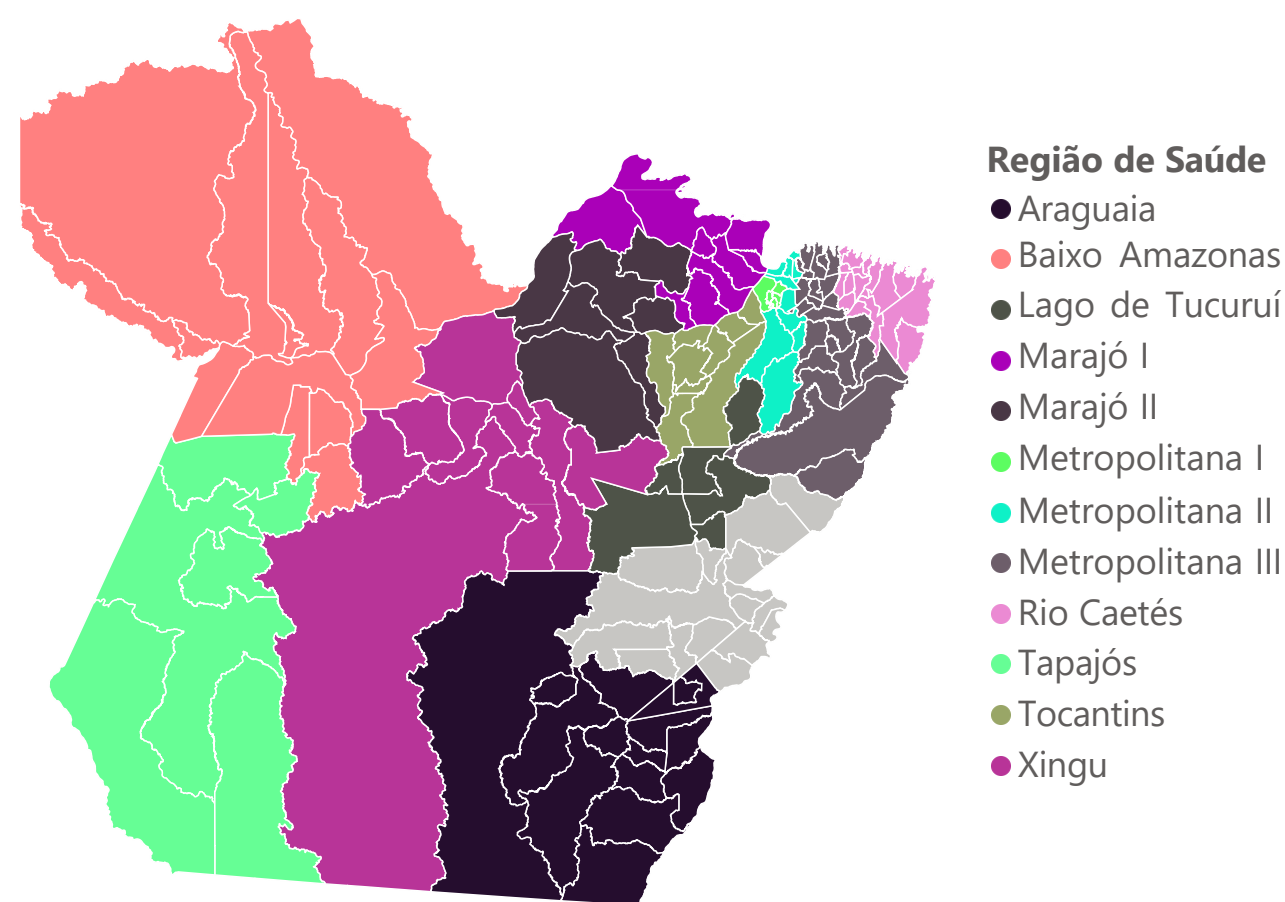 Região de Saúde
Araguaia
Baixo Amazonas
Lago de Tucuruí
Marajó I
Marajó II
Metropolitana I
Metropolitana II
Metropolitana III
Rio Caetés
Tapajós
Tocantins
Xingu